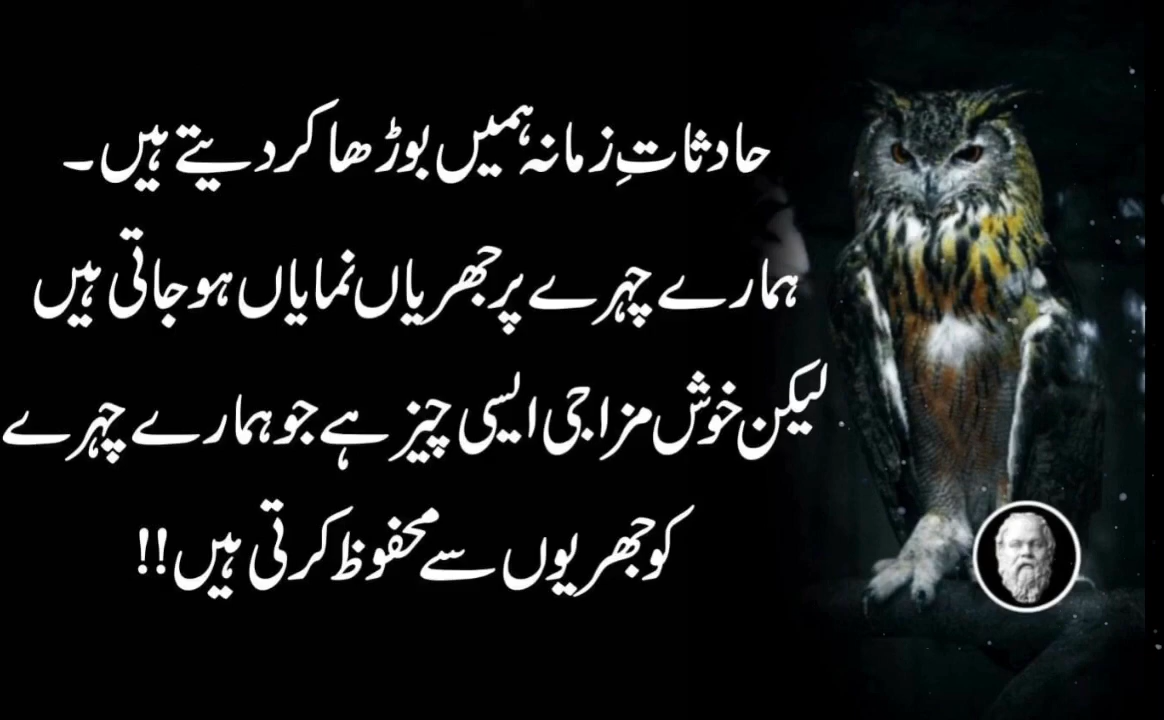 حادثاتِ زمانہ ہمیں بوڑھا کر دیتے ہیں۔
ہمارے چہرے پر جھریاں نمایاں ہو جاتی ہیں
لیکن خوش مزاجی ایسی چیز ہے جو ہمارے چہرے
کو جھریوں سے محفوظ کرتی ہیں!!